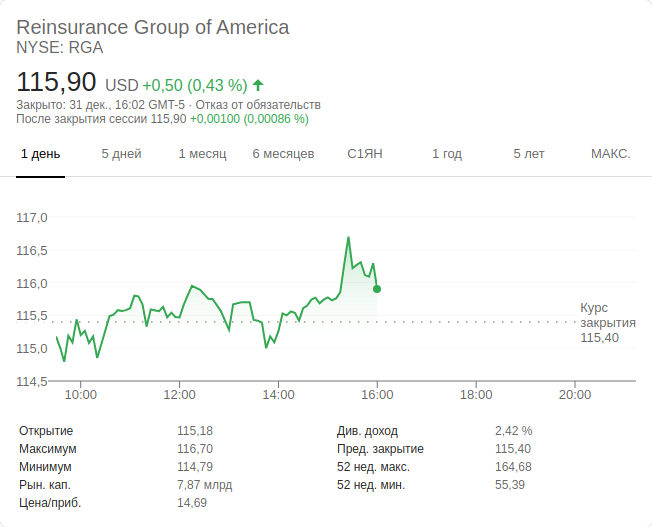 Reinsurance Group of America
NYSE: RGA
115,90 USD +0,50 (0,43 %)
Закрыто: 31 дек., 16:02 GMT-5 · Отказ от обязательств
После закрытия сессии 115,90 +0,00100 (0,00086 %)
1 день 5 дней 1 месяц 6 месяцев С1ЯН 1 год 5 лет МАКС.
117,0
116,5
116,0
115,5
115,0
114,5
Курс
закрытия
115,40
10:00 12:00 14:00 16:00 18:00 20:00
Открытие 115,18
Максимум 116,70
Минимум 114,79
Рын. кап. 7,87 млрд
Цена/приб. 14,69
Див. доход 2,42 %
Пред. закрытие 115,40
52 нед. макс. 164,68
52 нед. мин. 55,39